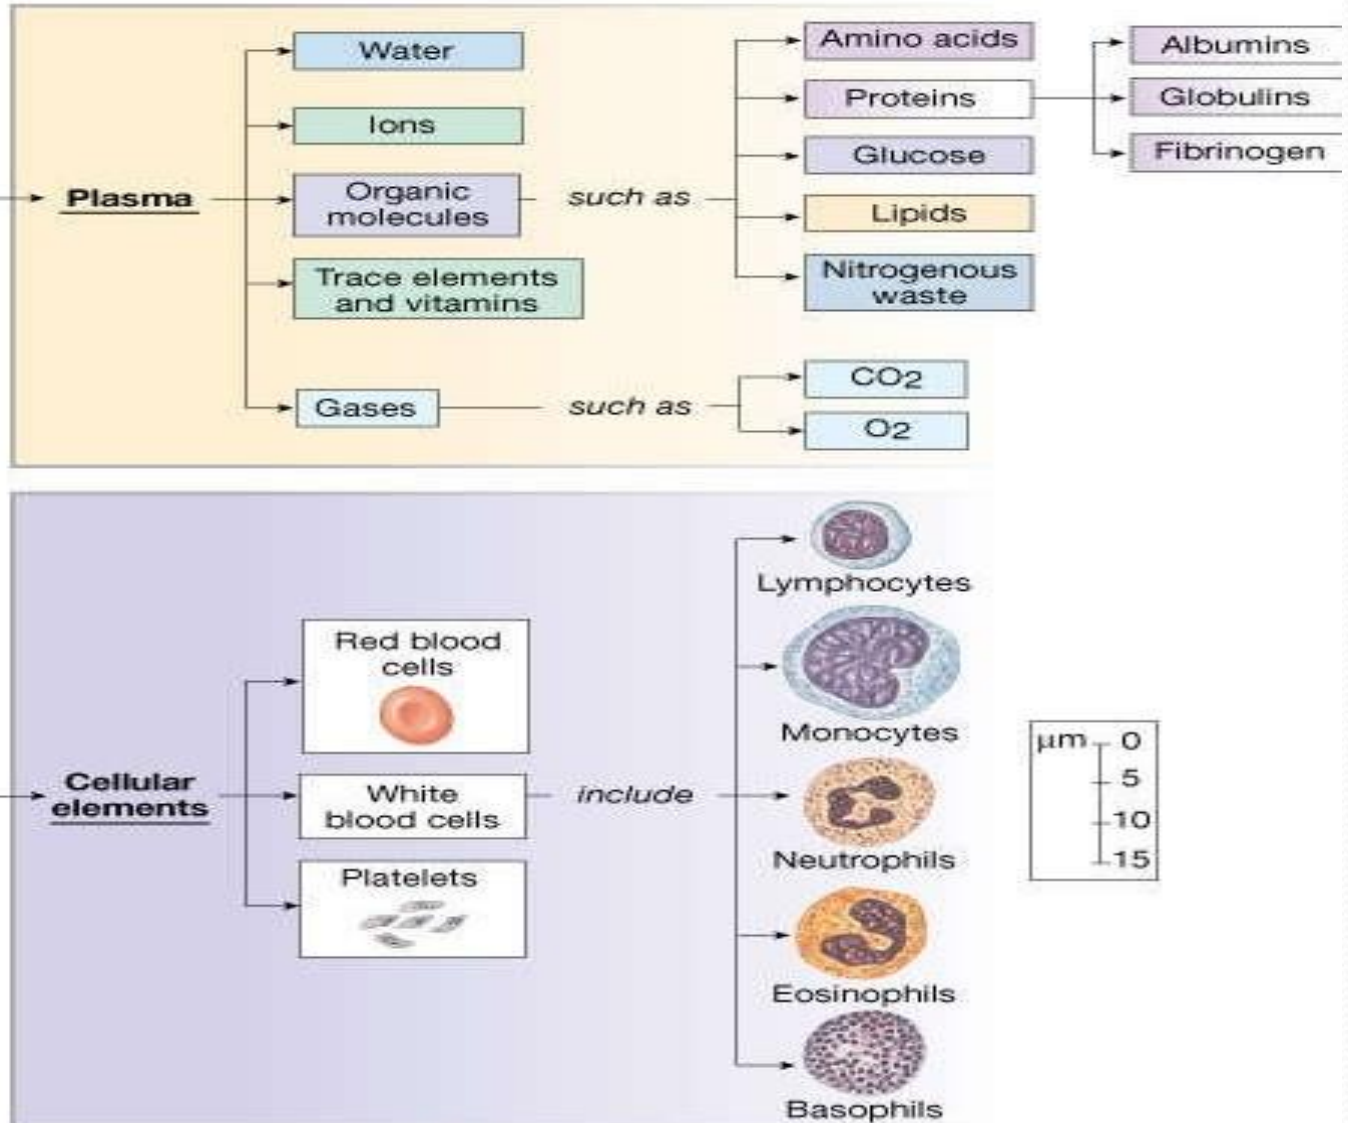 Plasma
Water
Ions
Organic
molecules
Trace elements
and vitamins
Gases
such as
such as
Amino acids
Proteins
Glucose
Lipids
Nitrogenous
waste
CO2
O2
Albumins
Globulins
Fibrinogen
Cellular
elements
Red blood
cells
White
blood cells
Platelets
include
Lymphocytes
Monocytes
Neutrophils
Eosinophils
Basophils
µm 0
5
10
15